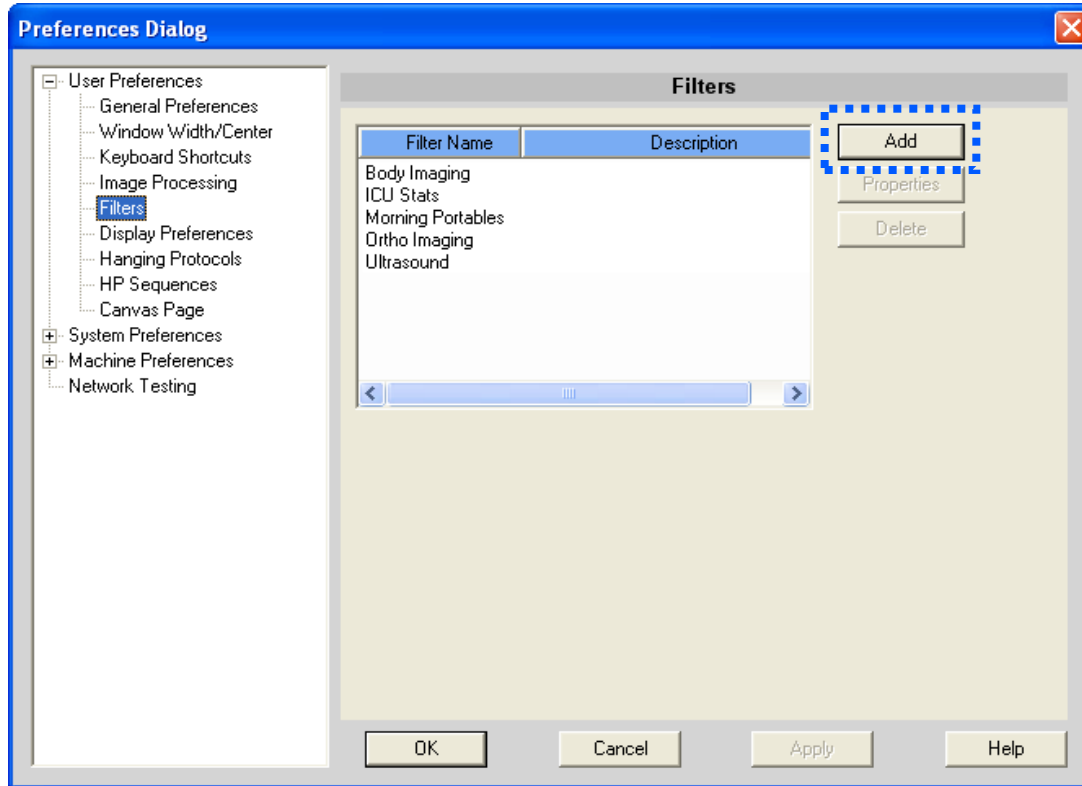 Preferences Dialog
User Preferences
General Preferences
Window Width/Center
Keyboard Shortcuts
Image Processing
Filters
Display Preferences
Hanging Protocols
HP Sequences
Canvas Page
System Preferences
Machine Preferences
Network Testing
Filters
Filter Name Description
Body Imaging
ICU Stats
Morning Portables
Ortho Imaging
Ultrasound
Add
Properties
Delete
OK Cancel Apply Help